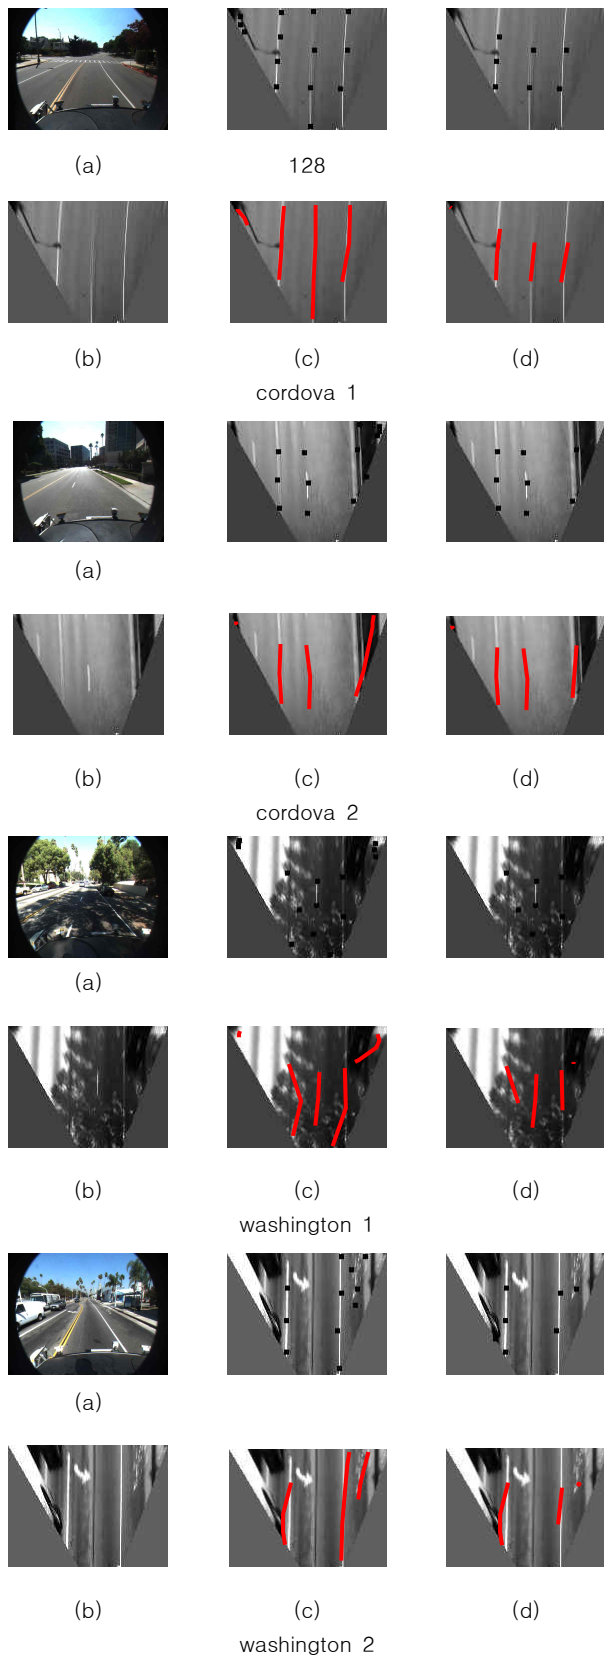 (a) 128
(b) (c) (d)
cordova 1
(a)
(b) (c) (d)
cordova 2
(a)
(b) (c) (d)
washington 1
(a)
(b) (c) (d)
washington 2